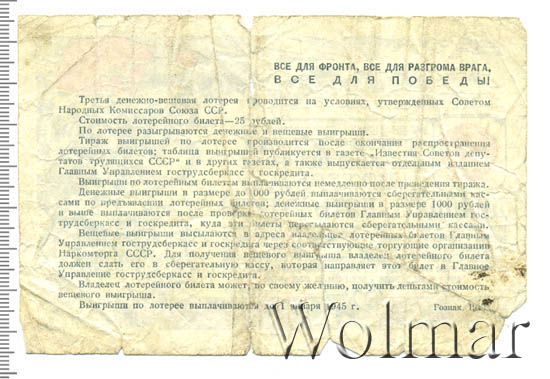 ВСЕ ДЛЯ ФРОНТА, ВСЕ ДЛЯ РАЗГРОМА ВРАГА,
ВСЕ ДЛЯ ПОБЕДЫ!
Третья денежно-вещевая лотерея проводится на условиях, утвержденных Советом
Народных Комиссаров Союза ССР.
Стоимость лотерейного билета—25 рублей.
По лотерее разыгрываются денежные и вещевые выигрыши.
Тираж выигрышей по лотерее производится после окончания распространения
лотерейных билетов; таблица выигрышей публикуется в газете „Известия Советов депу-
татов трудящихся СССР" и в других газетах, а также выпускается отдельным изданием
Главным Управлением гострудсберкасс и госкредита.
Выигрыши по лотерейным билетам выплачиваются немедленно после проведения тиража.
Денежные выигрыши в размере до 1000 рублей выплачиваются сберегательными кас-
сами по предъявлении лотерейных билетов; денежные выигрыши в размере 1000 рублей
и выше выплачиваются после проверки лотерейных билетов Главным Управлением гос-
трудсберкасс и госкредита, куда эти билеты пересылаются сберегательными кассами.
Вещевые выигрыши высылаются в адреса владельцев лотерейных билетов Главным
Управлением гострудсберкасс и госкредита через соответствующие торгующие организации
Наркомторга СССР. Для получения вещевого выигрыша владелец лотерейного билета
должен сдать его в сберегательную кассу, которая направляет этот билет в Главное
Управление гострудсберкасс и госкредита.
Владелец лотерейного билета может, по своему желанию, получить деньгами стоимость
вещевого выигрыша.
Выигрыши по лотерее выплачиваются до 1 января 1945 г.
Гознак.
Wolmar